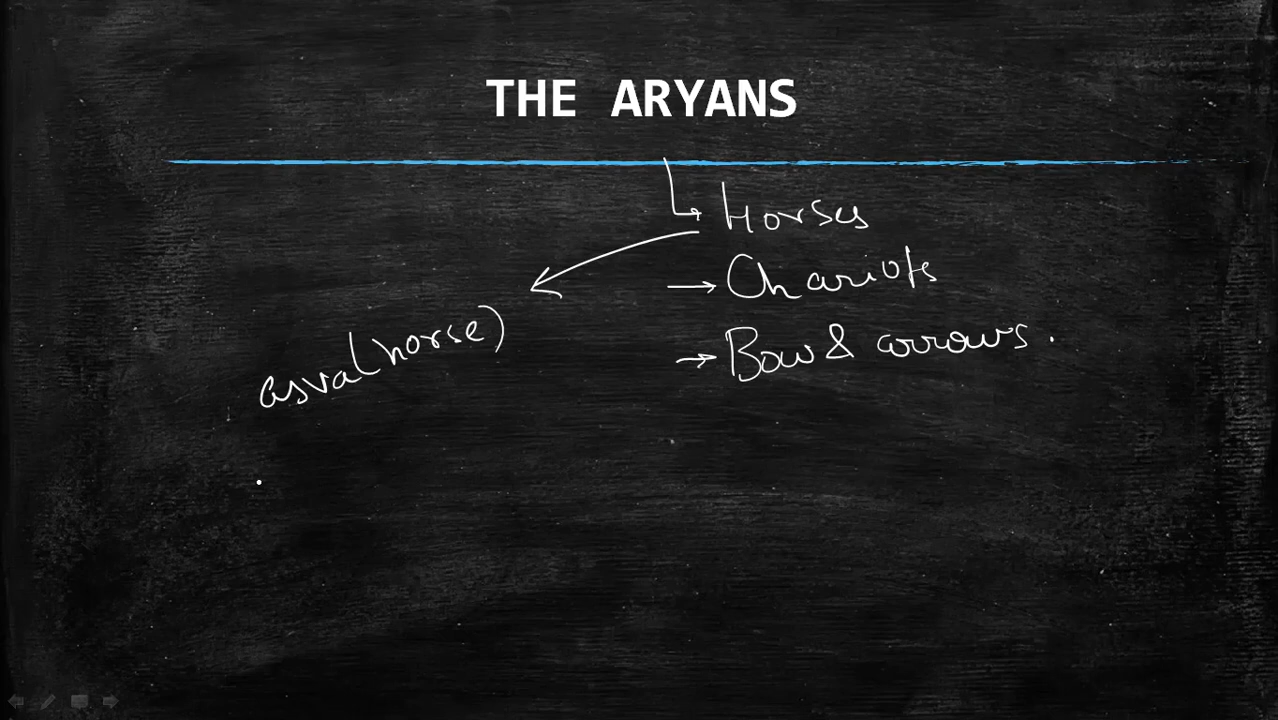 THE ARYANS
Horses
Chariots
asva (horse)
Bow & arrows.